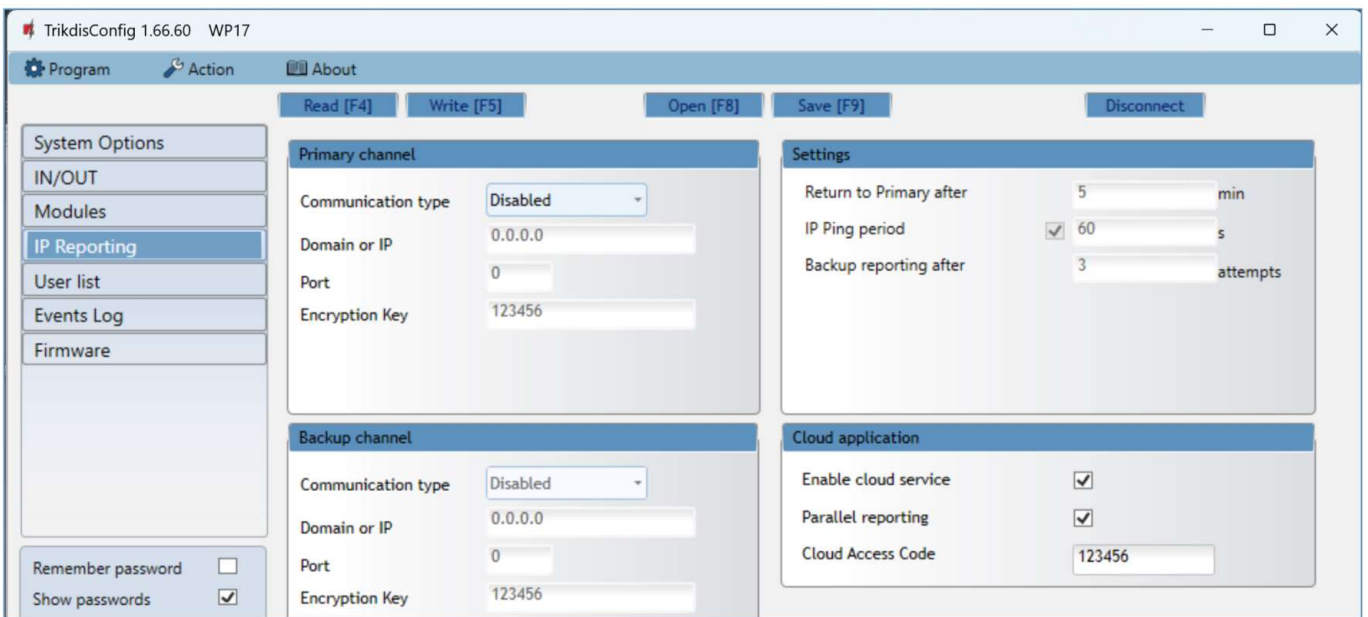 TrikdisConfig 1.66.60 WP17
Program Action About
Read [F4] Write [F5] Open [F8] Save [F9] Disconnect
System Options
IN/OUT
Modules
IP Reporting
User list
Events Log
Firmware
Remember password
Show passwords
Primary channel
Communication type Disabled
Domain or IP 0.0.0.0
Port 0
Encryption Key 123456
Backup channel
Communication type Disabled
Domain or IP 0.0.0.0
Port 0
Encryption Key 123456
Settings
Return to Primary after 5 min
IP Ping period 60 s
Backup reporting after 3 attempts
Cloud application
Enable cloud service
Parallel reporting
Cloud Access Code 123456